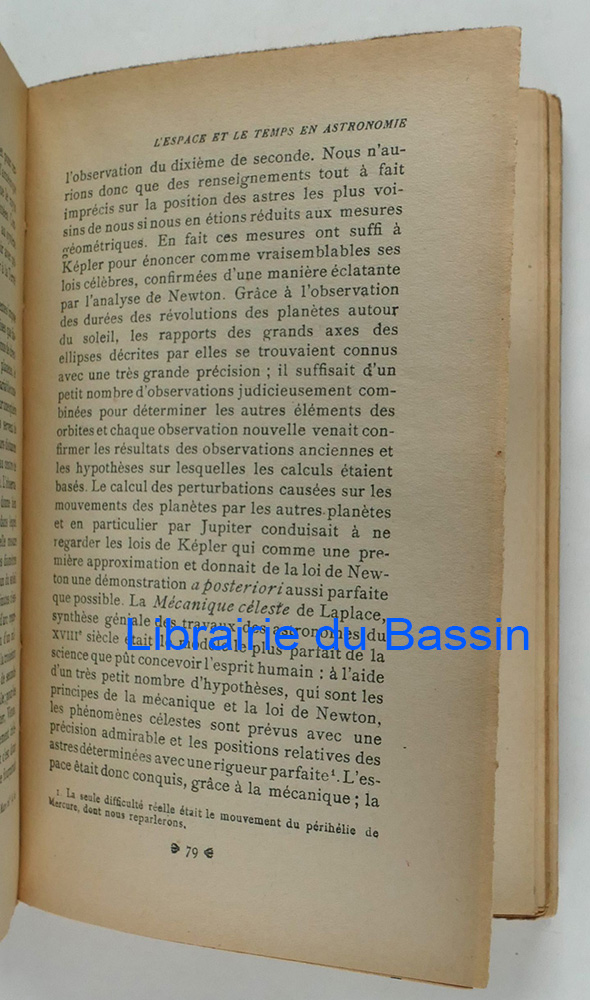 L'ESPACE ET LE TEMPS EN ASTRONOMIE
l'observation du dixième de seconde. Nous n'au-
rions donc que des renseignements tout à fait
imprécis sur la position des astres les plus voi-
sins de nous si nous en étions réduits aux mesures
géométriques. En fait ces mesures ont suffi à
Képler pour énoncer comme vraisemblables ses
lois célèbres, confirmées d'une manière éclatante
par l'analyse de Newton. Grâce à l'observation
des durées des révolutions des planètes autour
du soleil, les rapports des grands axes des
ellipses décrites par elles se trouvaient connus
avec une très grande précision ; il suffisait d'un
petit nombre d'observations judicieusement com-
binées pour déterminer les autres éléments des
orbites et chaque observation nouvelle venait con-
firmer les résultats des observations anciennes et
les hypothèses sur lesquelles les calculs étaient
basés. Le calcul des perturbations causées sur les
mouvements des planètes par les autres planètes
et en particulier par Jupiter conduisait à ne
regarder les lois de Képler qui comme une pre-
mière approximation et donnait de la loi de New-
ton une démonstration a posteriori aussi parfaite
que possible. La Mécanique céleste de Laplace,
synthèse géniale des travaux des astronomes du
XVIIIe siècle était le modèle le plus parfait de la
science que pût concevoir l'esprit humain : à l'aide
d'un très petit nombre d'hypothèses, qui sont les
principes de la mécanique et la loi de Newton,
les phénomènes célestes sont prévus avec une
précision admirable et les positions relatives des
astres déterminées avec une rigueur parfaite¹. L'es-
pace était donc conquis, grâce à la mécanique ; la
1. La seule difficulté réelle était le mouvement du périhélie de
Mercure, dont nous reparlerons.
79
Librairie du Bassin